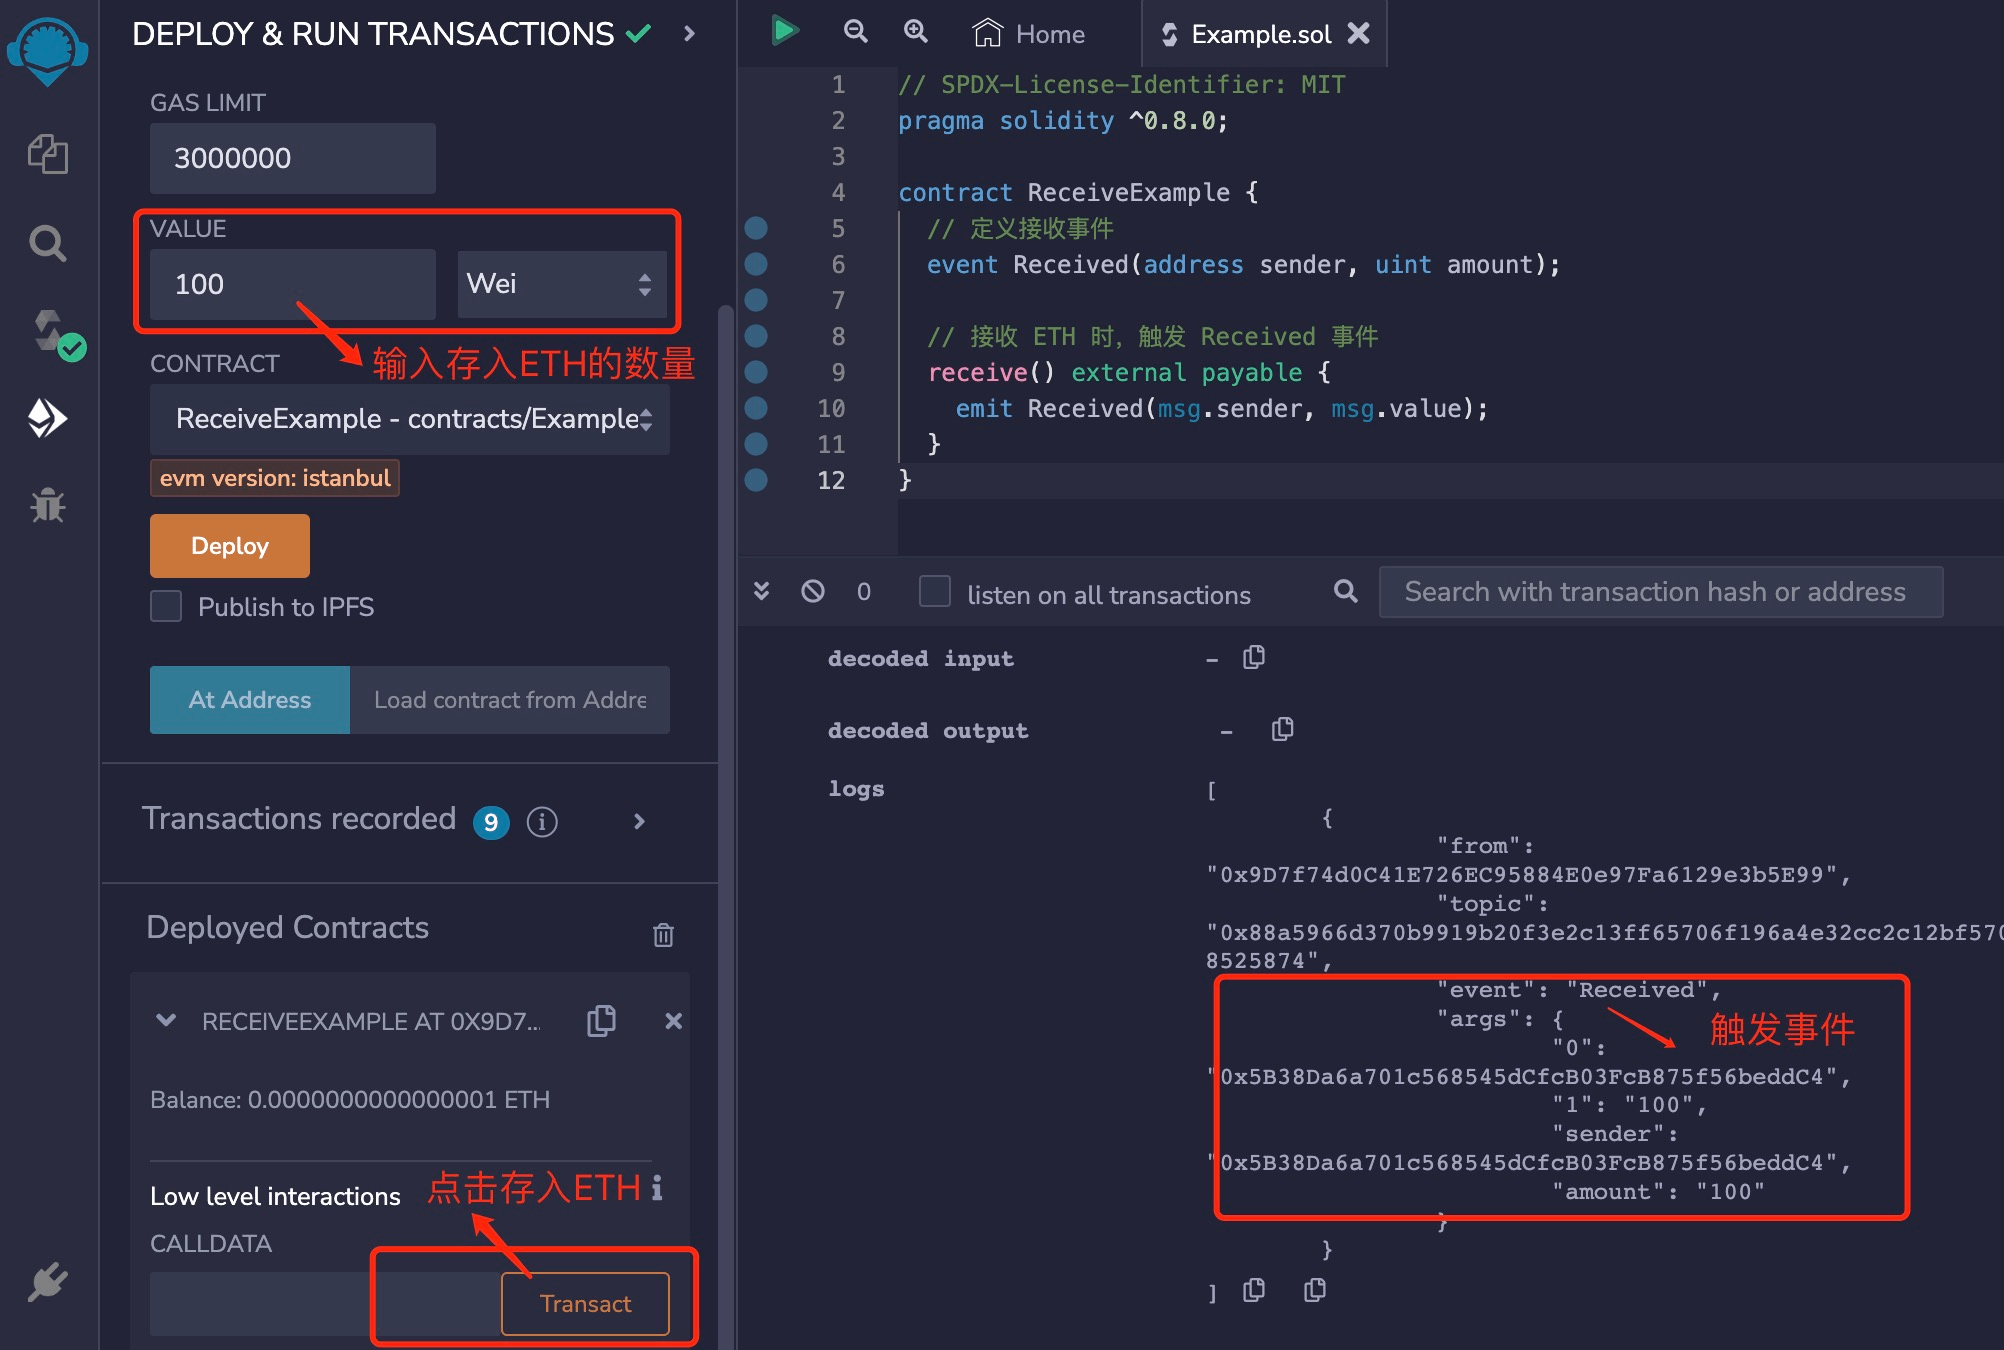 DEPLOY & RUN TRANSACTIONS
GAS LIMIT
3000000
VALUE
100
Wei
输入存入ETH的数量
CONTRACT
ReceiveExample - contracts/Example
evm version: istanbul
Deploy
Publish to IPFS
At Address
Load contract from Addre
Transactions recorded 9
Deployed Contracts
RECEIVEEXAMPLE AT 0X9D7...
Balance: 0.0000000000000001 ETH
Low level interactions
点击存入ETH
CALLDATA
Transact
Home
Example.sol
1 // SPDX-License-Identifier: MIT
2 pragma solidity ^0.8.0;
3
4 contract ReceiveExample {
5 // 定义接收事件
6 event Received(address sender, uint amount);
7
8 // 接收 ETH 时，触发 Received 事件
9 receive() external payable {
10 emit Received(msg.sender, msg.value);
11 }
12 }
0
listen on all transactions
Search with transaction hash or address
decoded input -
decoded output -
logs [
{
"from":
"0x9D7f74d0C41E726EC95884E0e97Fa6129e3b5E99",
"topic":
"0x88a5966d370b9919b20f3e2c13ff65706f196a4e32cc2c12bf570
8525874",
"event": "Received",
"args": {
触发事件
"0":
"0x5B38Da6a701c568545dCfcB03FcB875f56beddC4",
"1": "100",
"sender":
"0x5B38Da6a701c568545dCfcB03FcB875f56beddC4",
"amount": "100"
}
}
]